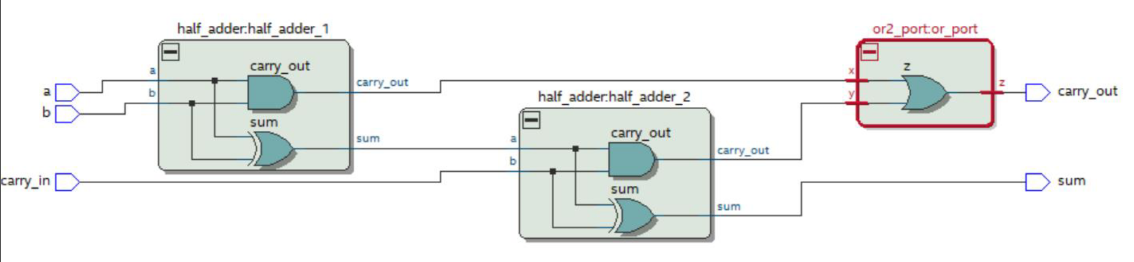 half_adder:half_adder_1
or2_port:or_port
a
carry_out
x
z
z
carry_out
a
b
b
carry_out
y
half_adder:half_adder_2
sum
sum
a
carry_out
b
carry_out
carry_in
sum
sum
sum